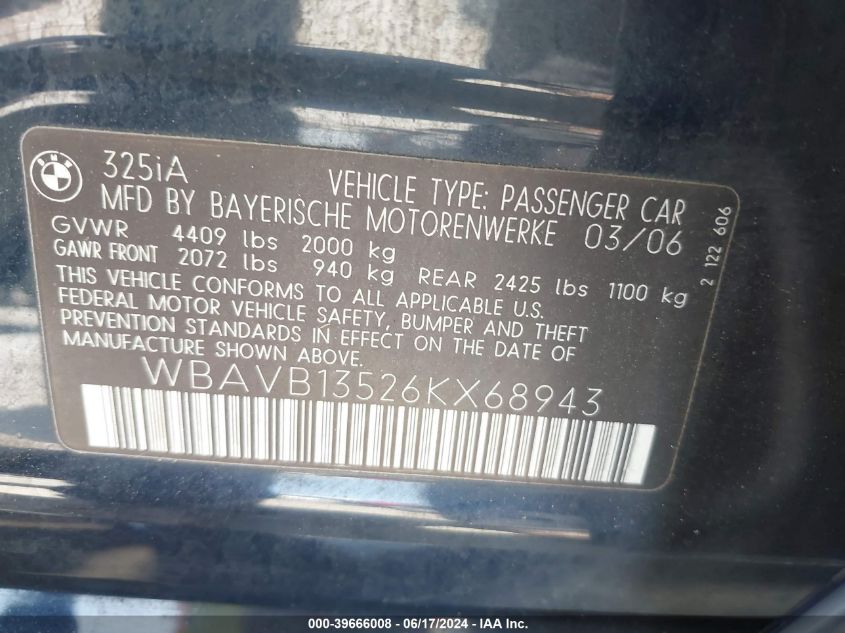 BMW
325iA
VEHICLE TYPE: PASSENGER CAR
MFD BY BAYERISCHE MOTORENWERKE 03/06
GVWR 4409 lbs 2000 kg
GAWR FRONT 2072 lbs 940 kg REAR 2425 lbs 1100 kg
THIS VEHICLE CONFORMS TO ALL APPLICABLE U.S.
FEDERAL MOTOR VEHICLE SAFETY, BUMPER AND THEFT
PREVENTION STANDARDS IN EFFECT ON THE DATE OF
MANUFACTURE SHOWN ABOVE.
WBAVB13526KX68943
2 122 606
000-39666008 - 06/17/2024 - IAA Inc.